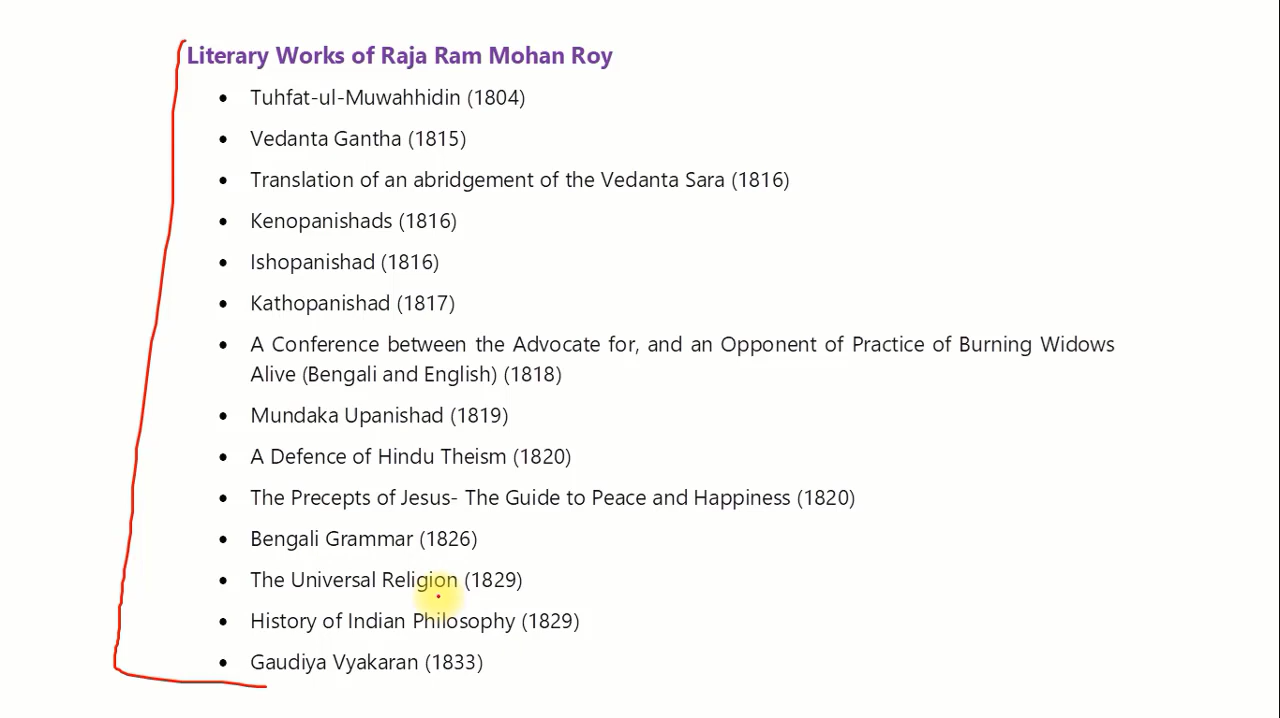 Literary Works of Raja Ram Mohan Roy
• Tuhfat-ul-Muwahhidin (1804)
• Vedanta Gantha (1815)
• Translation of an abridgement of the Vedanta Sara (1816)
• Kenopanishads (1816)
• Ishopanishad (1816)
• Kathopanishad (1817)
• A Conference between the Advocate for, and an Opponent of Practice of Burning Widows
Alive (Bengali and English) (1818)
• Mundaka Upanishad (1819)
• A Defence of Hindu Theism (1820)
• The Precepts of Jesus- The Guide to Peace and Happiness (1820)
• Bengali Grammar (1826)
• The Universal Religion (1829)
• History of Indian Philosophy (1829)
• Gaudiya Vyakaran (1833)